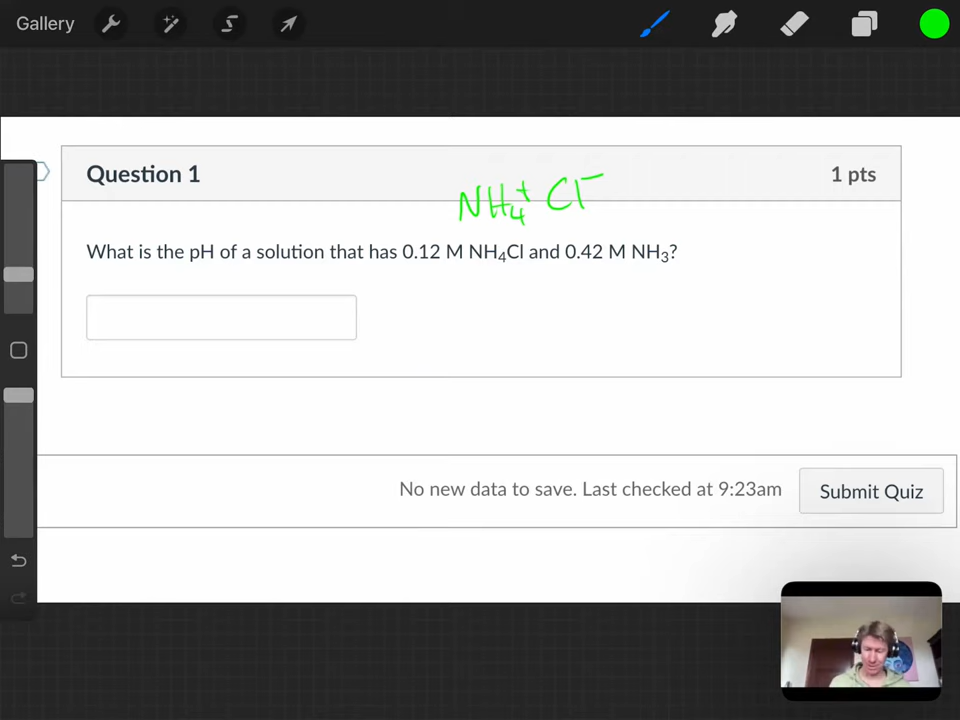 Gallery
Question 1
1 pts
NH₄⁺ Cl⁻
What is the pH of a solution that has 0.12 M NH₄Cl and 0.42 M NH₃?
No new data to save. Last checked at 9:23am
Submit Quiz